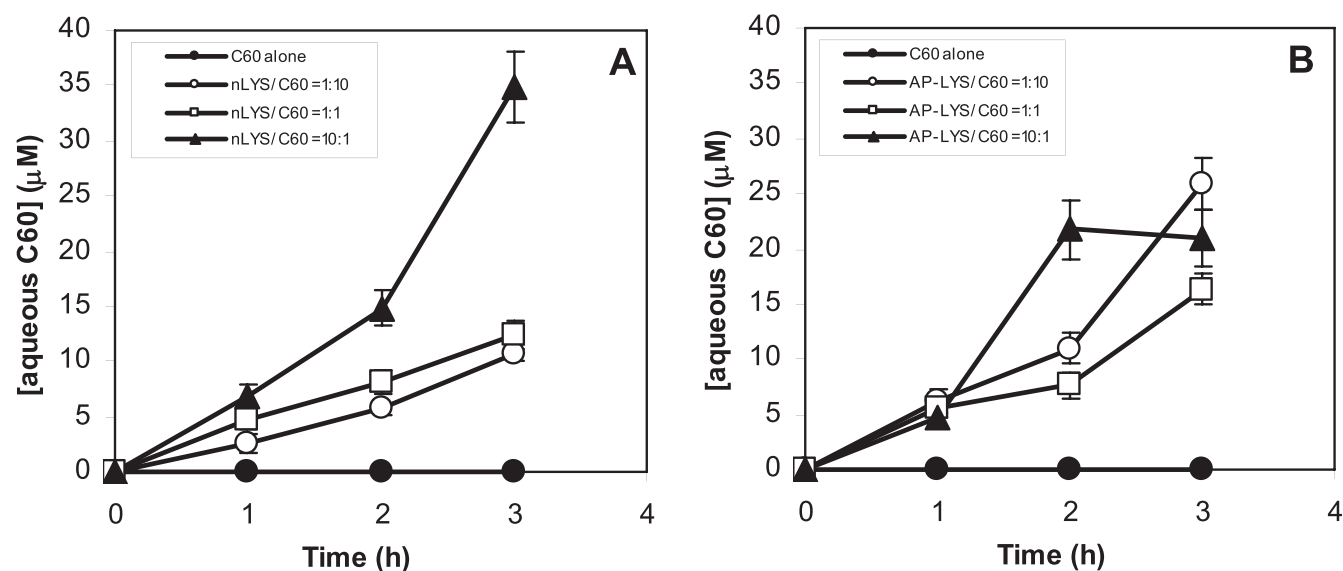 A
[aqueous C60] (μM)
40
35
30
25
20
15
10
5
0
C60 alone
nLYS/C60=1:10
nLYS/C60=1:1
nLYS/C60=10:1
0 1 2 3 4
Time (h)
B
[aqueous C60] (μM)
40
35
30
25
20
15
10
5
0
C60 alone
AP-LYS/C60=1:10
AP-LYS/C60=1:1
AP-LYS/C60=10:1
0 1 2 3 4
Time (h)